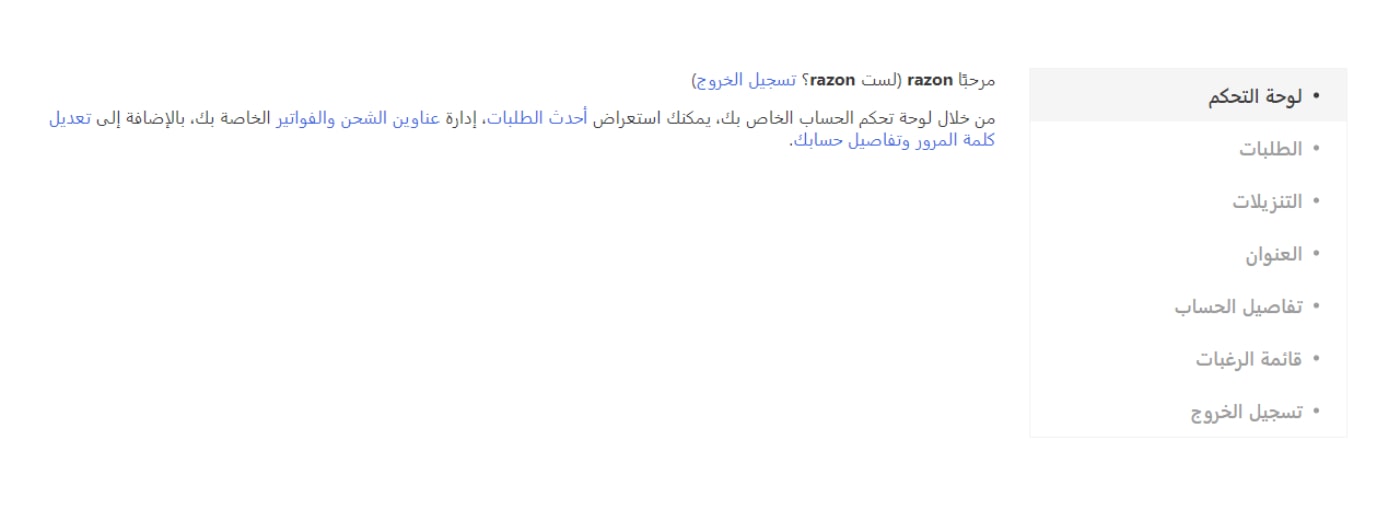 لوحة التحكم
الطلبات
التنزيلات
العنوان
تفاصيل الحساب
قائمة الرغبات
تسجيل الخروج
مرحبًا razon (لست razon؟ تسجيل الخروج)
من خلال لوحة تحكم الحساب الخاص بك، يمكنك استعراض أحدث الطلبات، إدارة عناوين الشحن والفواتير الخاصة بك، بالإضافة إلى تعديل
كلمة المرور وتفاصيل حسابك.